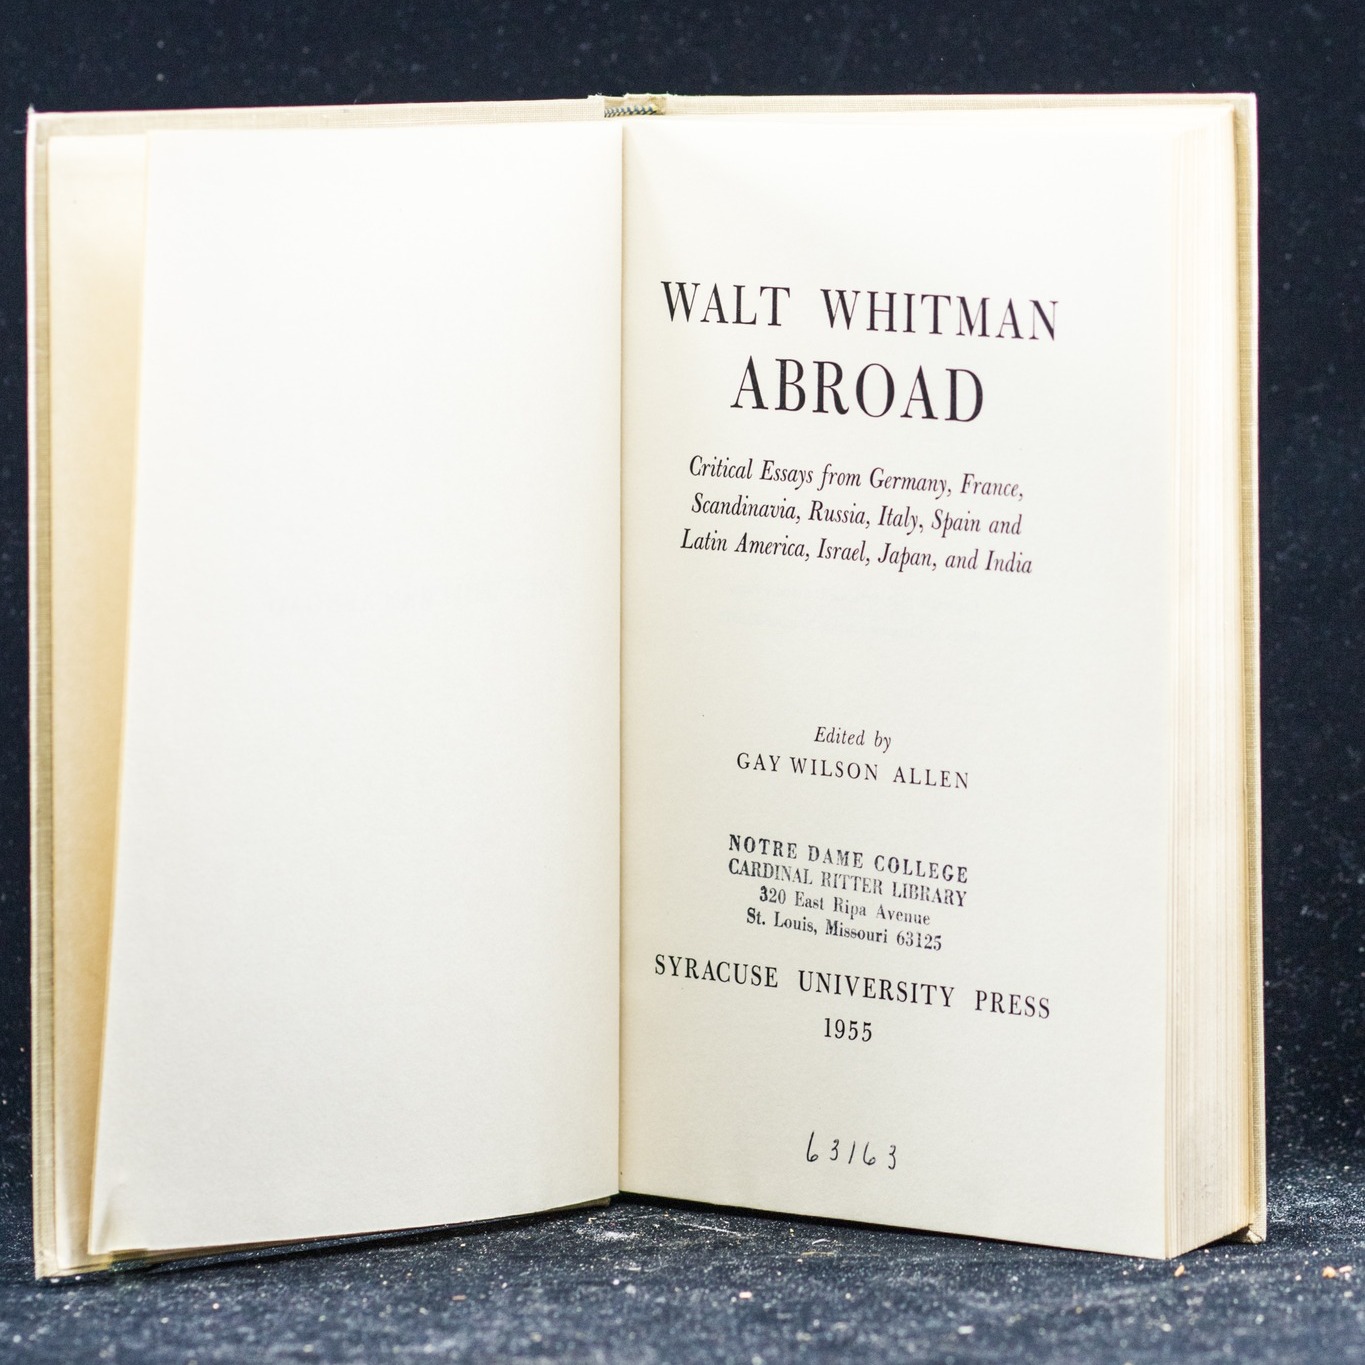 WALT WHITMAN
ABROAD
Critical Essays from Germany, France,
Scandinavia, Russia, Italy, Spain and
Latin America, Israel, Japan, and India
Edited by
GAY WILSON ALLEN
NOTRE DAME COLLEGE
CARDINAL RITTER LIBRARY
320 East Ripa Avenue
St. Louis, Missouri 63125
SYRACUSE UNIVERSITY PRESS
1955
63163